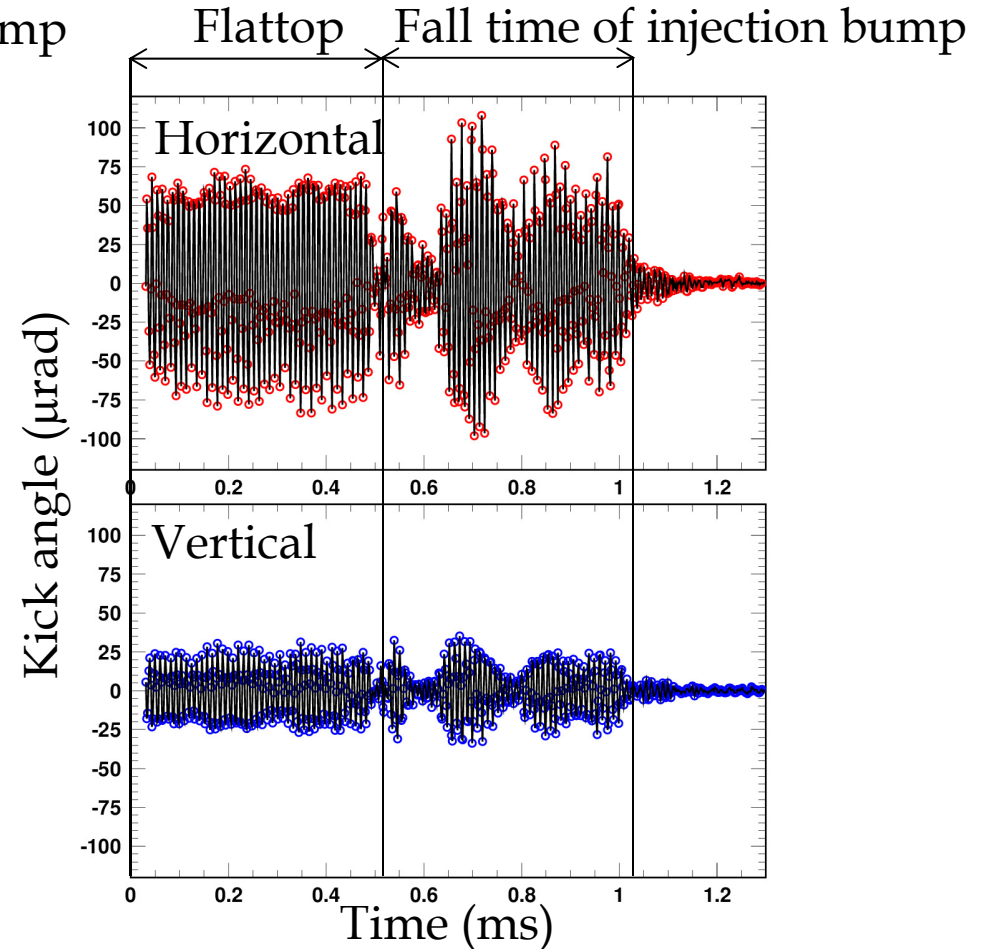 mp Flattop Fall time of injection bump
Horizontal
100
75
50
25
0
-25
-50
-75
-100
0 0.2 0.4 0.6 0.8 1 1.2
Kick angle (μrad)
Vertical
100
75
50
25
0
-25
-50
-75
-100
0 0.2 0.4 0.6 0.8 1 1.2
Time (ms)